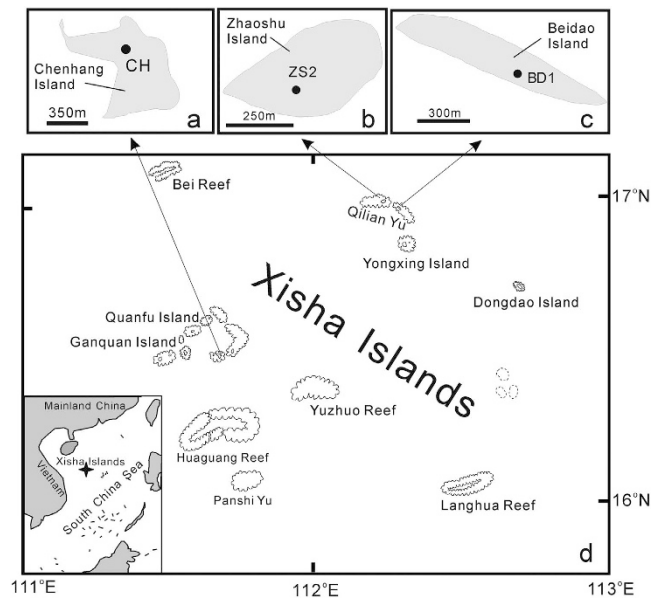 Chenhang
Island
CH
350m
a
Zhaoshu
Island
ZS2
250m
b
Beidao
Island
BD1
300m
c
Bei Reef
Qilian Yu
17°N
Yongxing Island
Xisha Islands
Dongdao Island
Quanfu Island
Ganquan Island
Yuzhuo Reef
Huaguang Reef
Panshi Yu
Langhua Reef
16°N
Mainland China
Vietnam
Xisha Islands
South China Sea
d
111°E
112°E
113°E